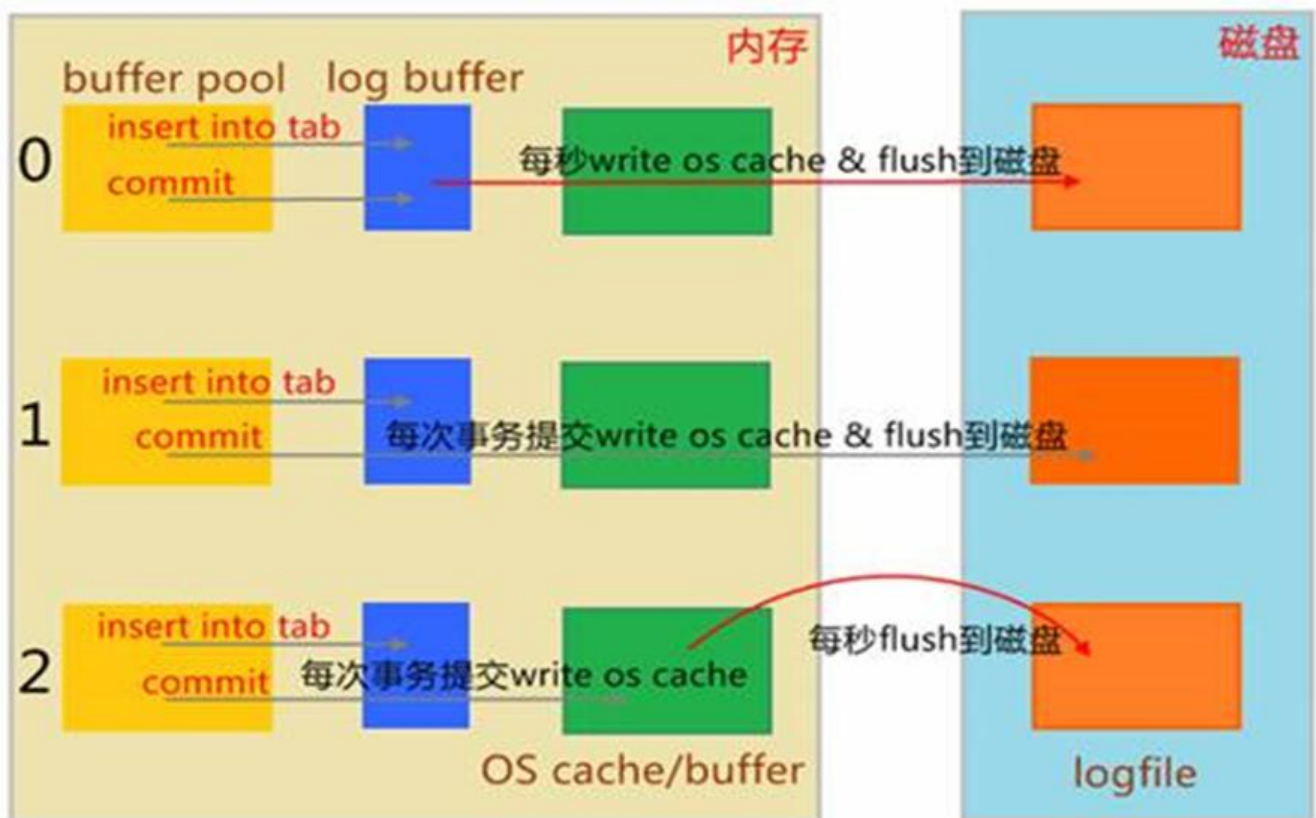 内存
磁盘
buffer pool
log buffer
0
insert into tab
commit
每秒write os cache & flush到磁盘
1
insert into tab
commit
每次事务提交write os cache & flush到磁盘
2
insert into tab
commit
每次事务提交write os cache
每秒flush到磁盘
OS cache/buffer
logfile